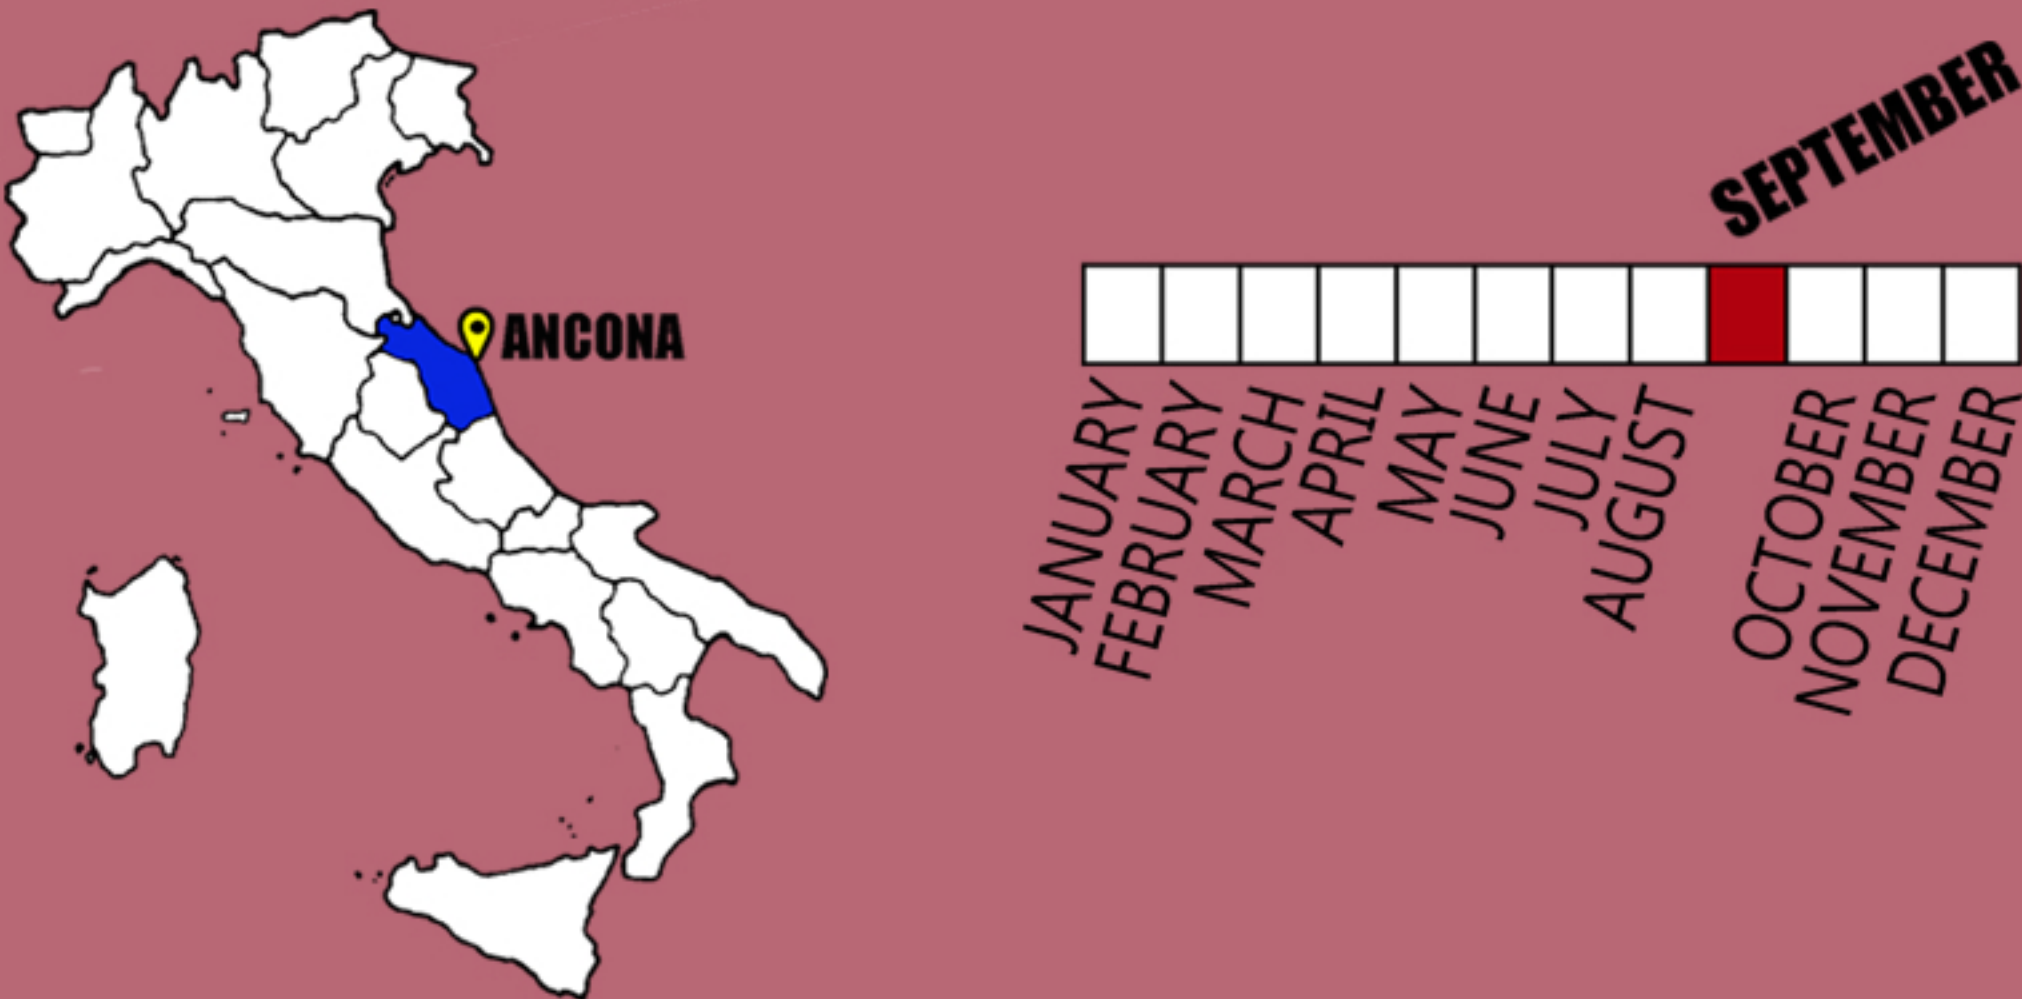 SEPTEMBER
ANCONA
JANUARY
FEBRUARY
MARCH
APRIL
MAY
JUNE
JULY
AUGUST
OCTOBER
NOVEMBER
DECEMBER